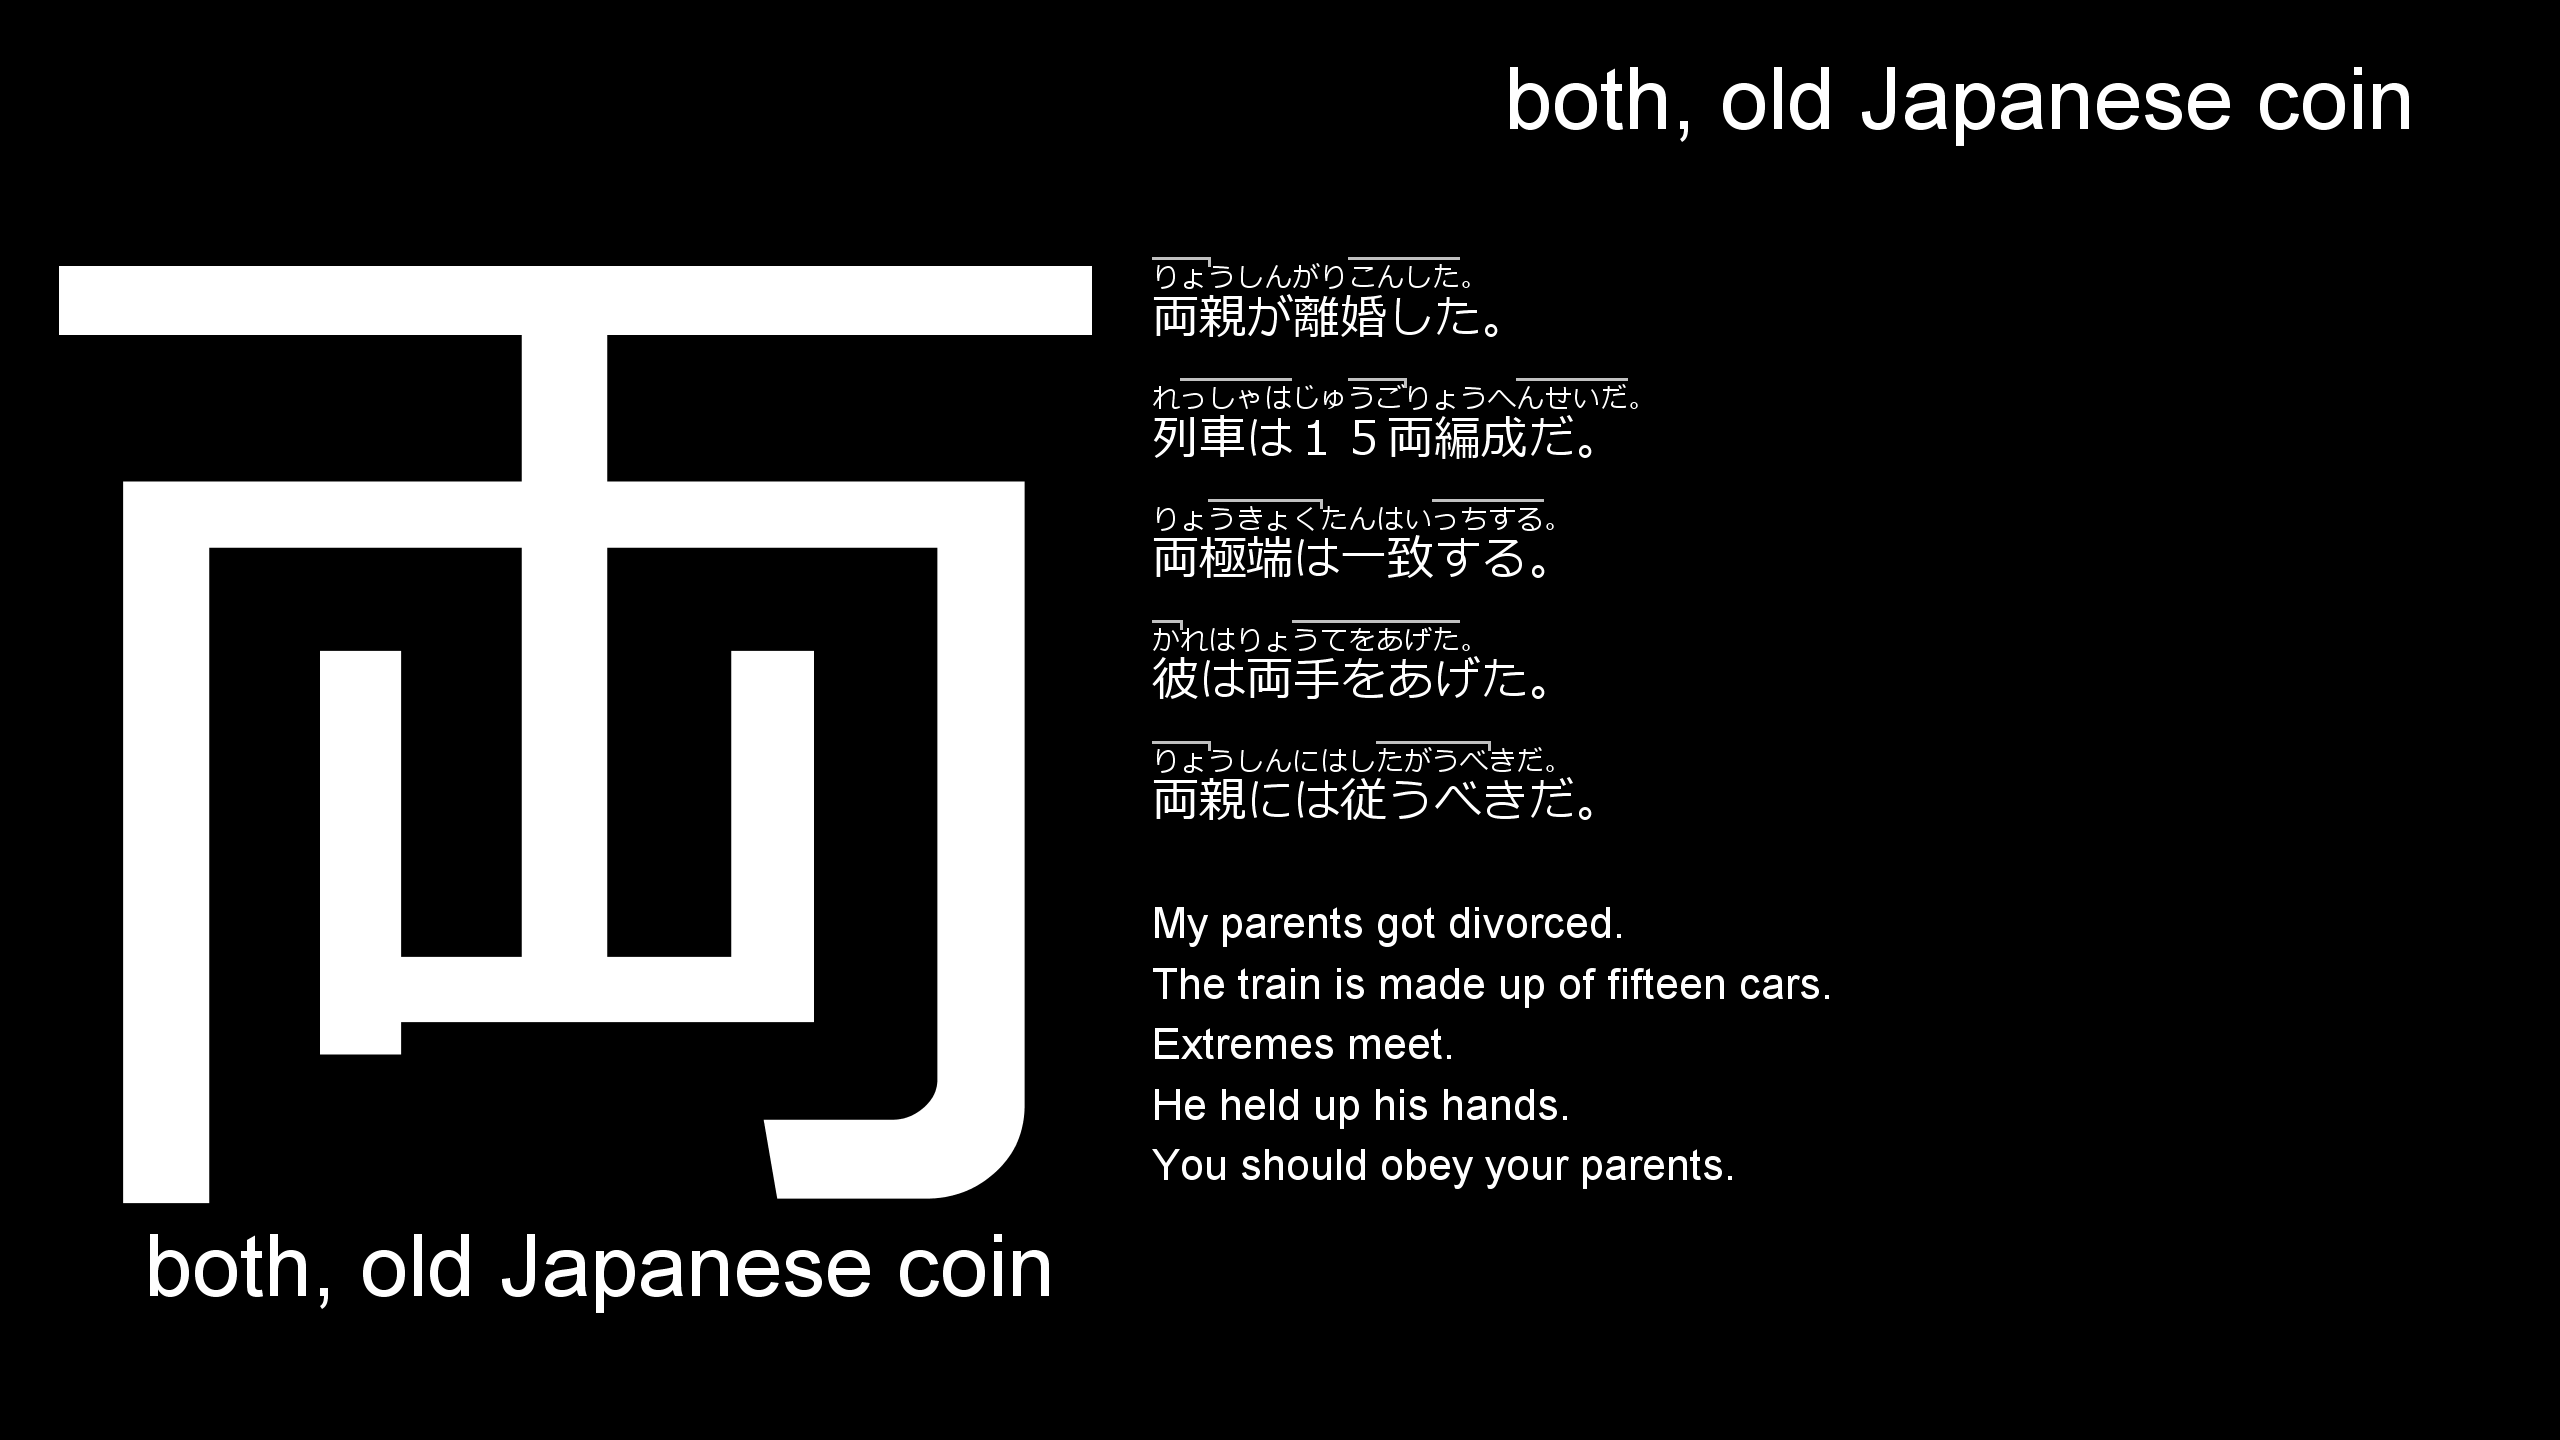 both, old Japanese coin
両
both, old Japanese coin
りょうしんがりこんした。
両親が離婚した。
れっしゃはじゅうごりょうへんせいだ。
列車は１５両編成だ。
りょうきょくたんはいっちする。
両極端は一致する。
かれはりょうてをあげた。
彼は両手をあげた。
りょうしんにはしたがうべきだ。
両親には従うべきだ。
My parents got divorced.
The train is made up of fifteen cars.
Extremes meet.
He held up his hands.
You should obey your parents.